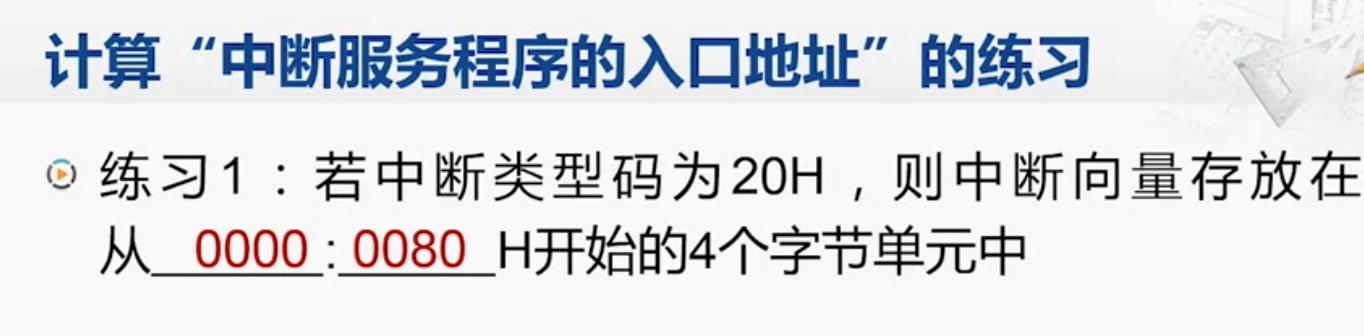 计算“中断服务程序的入口地址”的练习
练习1：若中断类型码为20H，则中断向量存放在
从 0000 : 0080 H开始的4个字节单元中